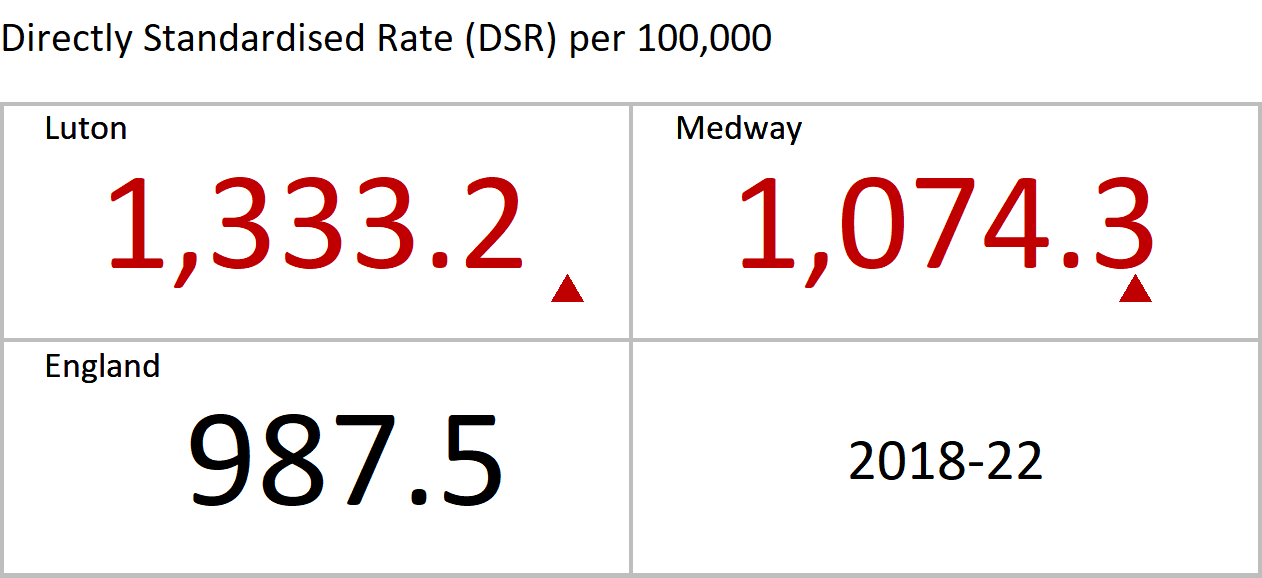 Directly Standardised Rate (DSR) per 100,000
Luton
1,333.2
Medway
1,074.3
England
987.5
2018-22